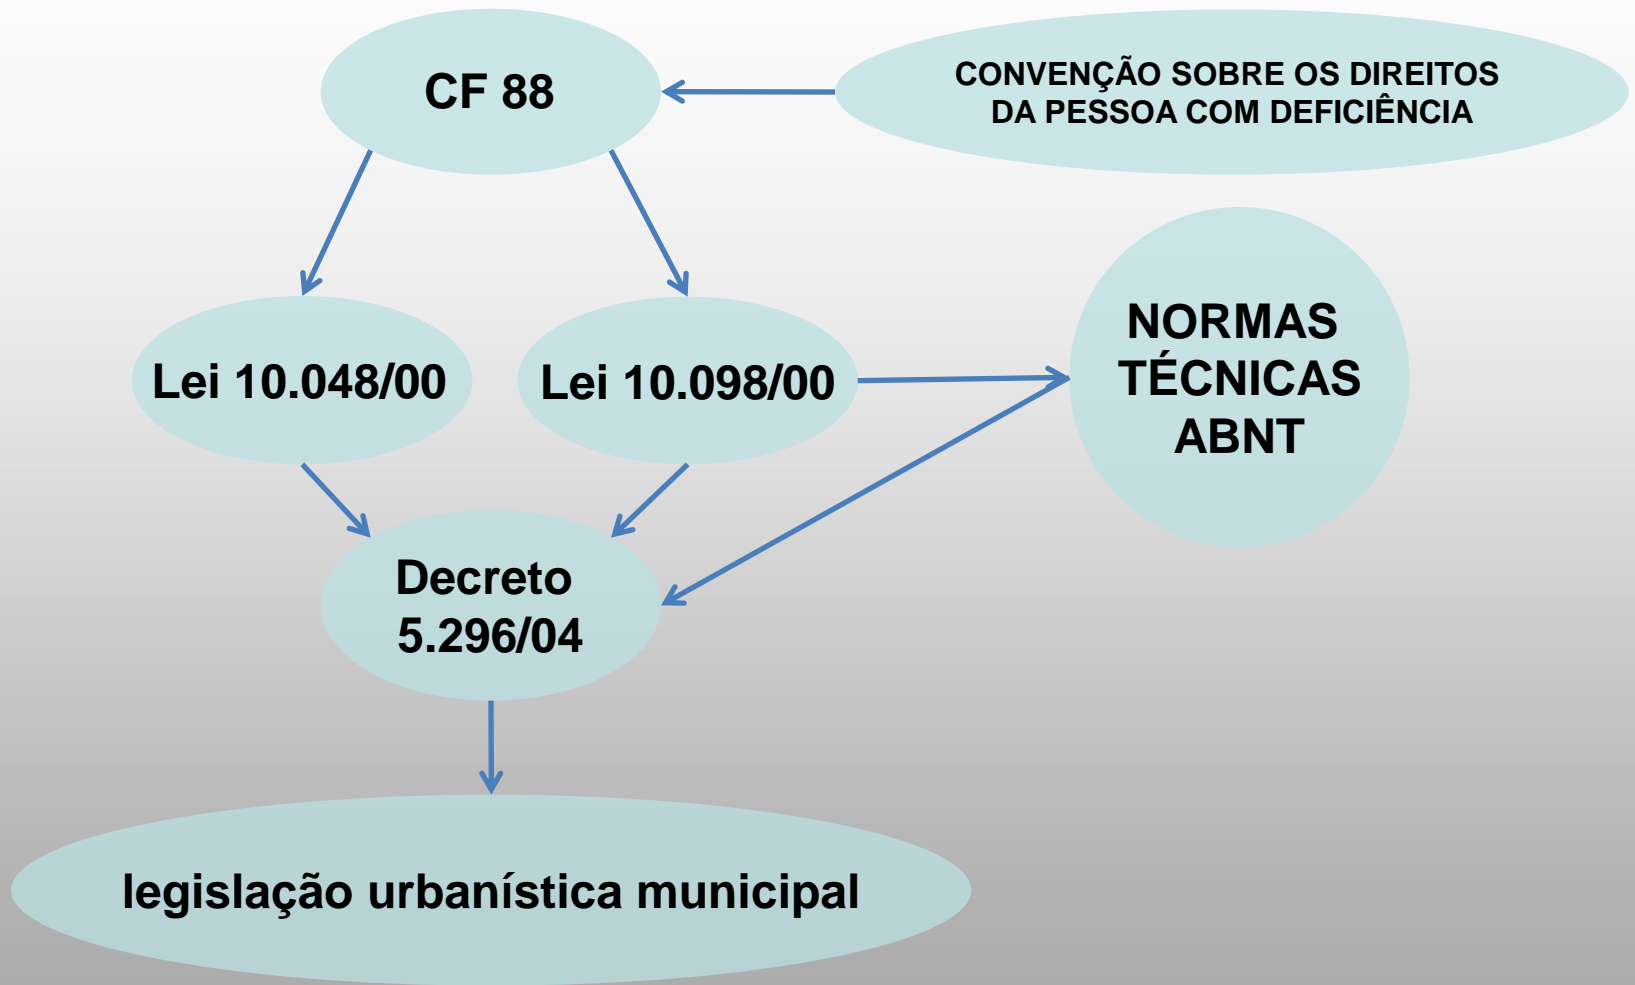 CF 88
CONVENÇÃO SOBRE OS DIREITOS
DA PESSOA COM DEFICIÊNCIA
Lei 10.048/00
Lei 10.098/00
NORMAS
TÉCNICAS
ABNT
Decreto
5.296/04
legislação urbanística municipal